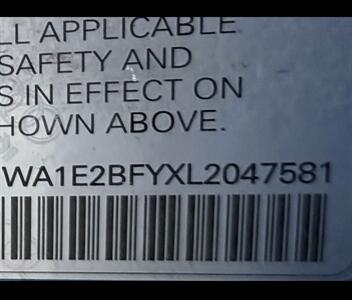 LL APPLICABLE
SAFETY AND
S IN EFFECT ON
HOWN ABOVE.
WA1E2BFYXL2047581